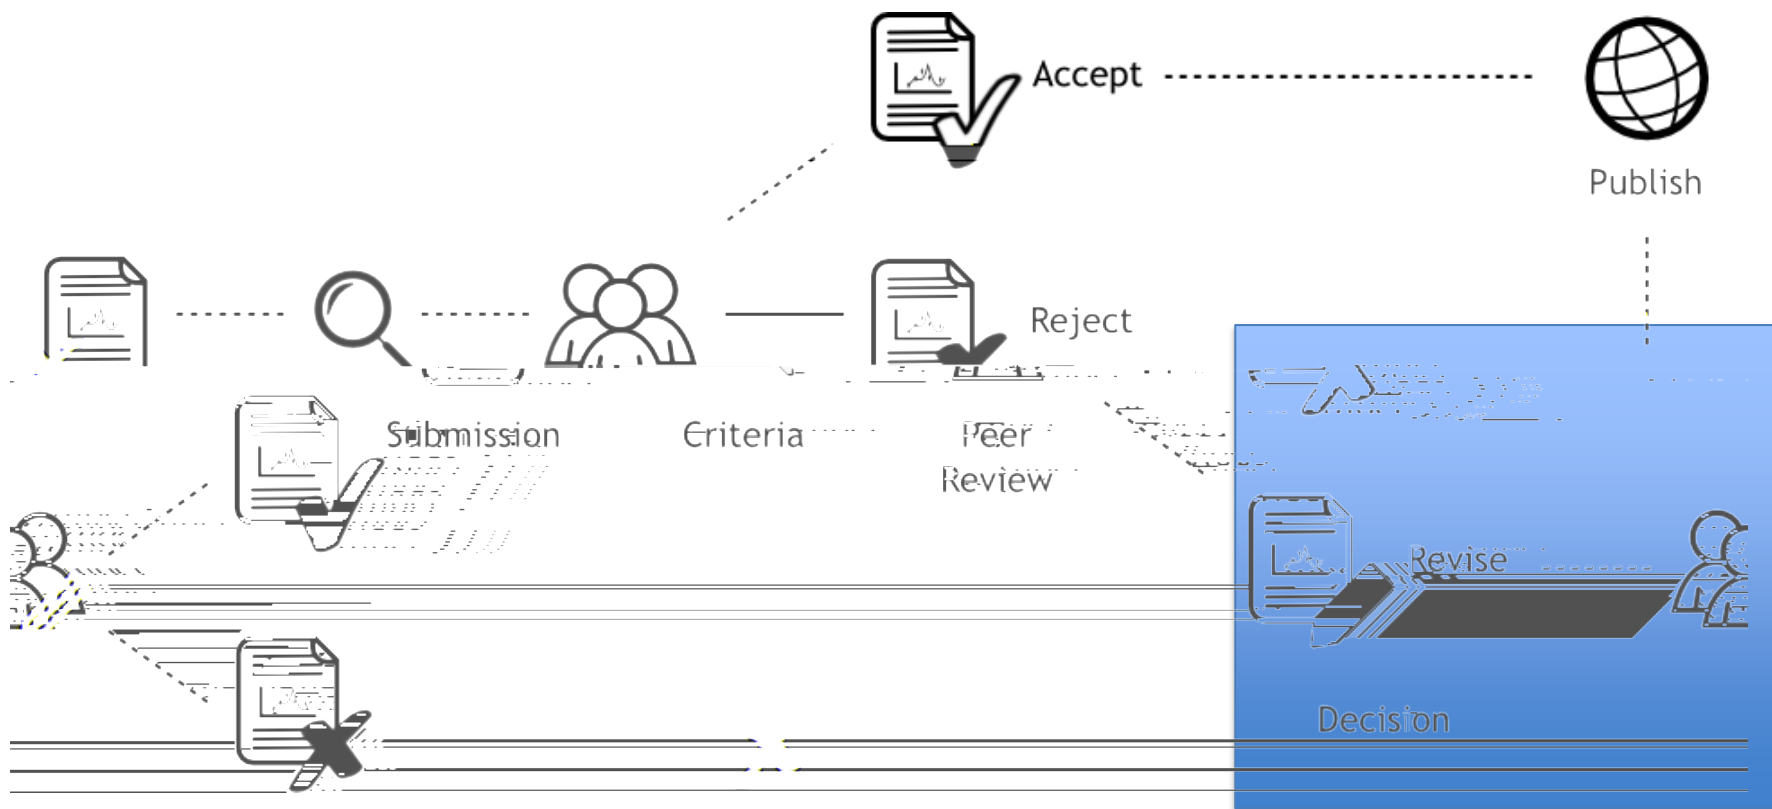 Accept
Publish
Reject
Submission
Criteria
Peer
Review
Revise
Decision